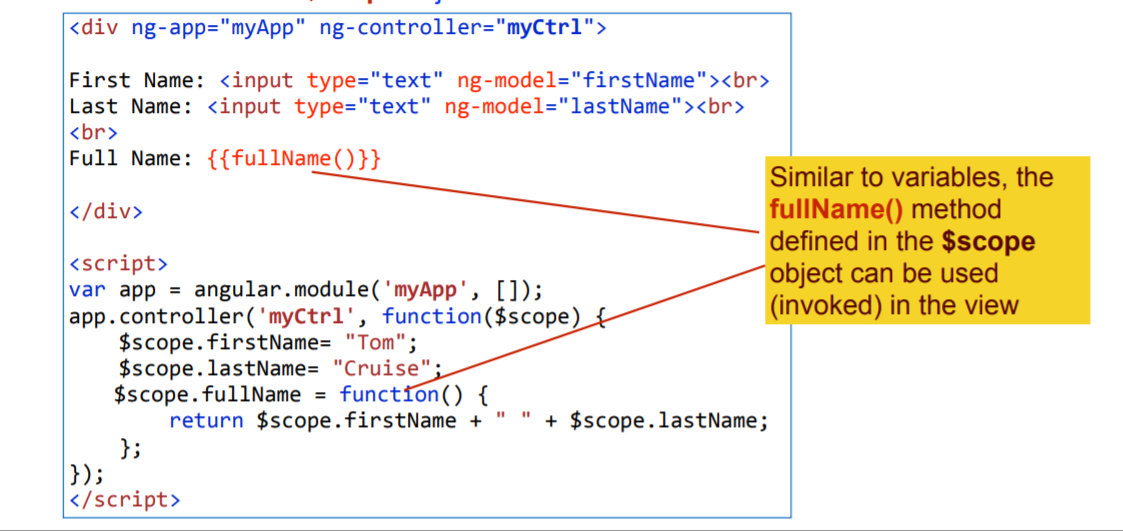 <div ng-app="myApp" ng-controller="myCtrl">
First Name: <input type="text" ng-model="firstName"><br>
Last Name: <input type="text" ng-model="lastName"><br>
<br>
Full Name: {{fullName()}}
</div>
<script>
var app = angular.module('myApp', []);
app.controller('myCtrl', function($scope) {
    $scope.firstName= "Tom";
    $scope.lastName= "Cruise";
    $scope.fullName = function() {
        return $scope.firstName + " " + $scope.lastName;
    };
});
</script>
Similar to variables, the
fullName() method
defined in the $scope
object can be used
(invoked) in the view